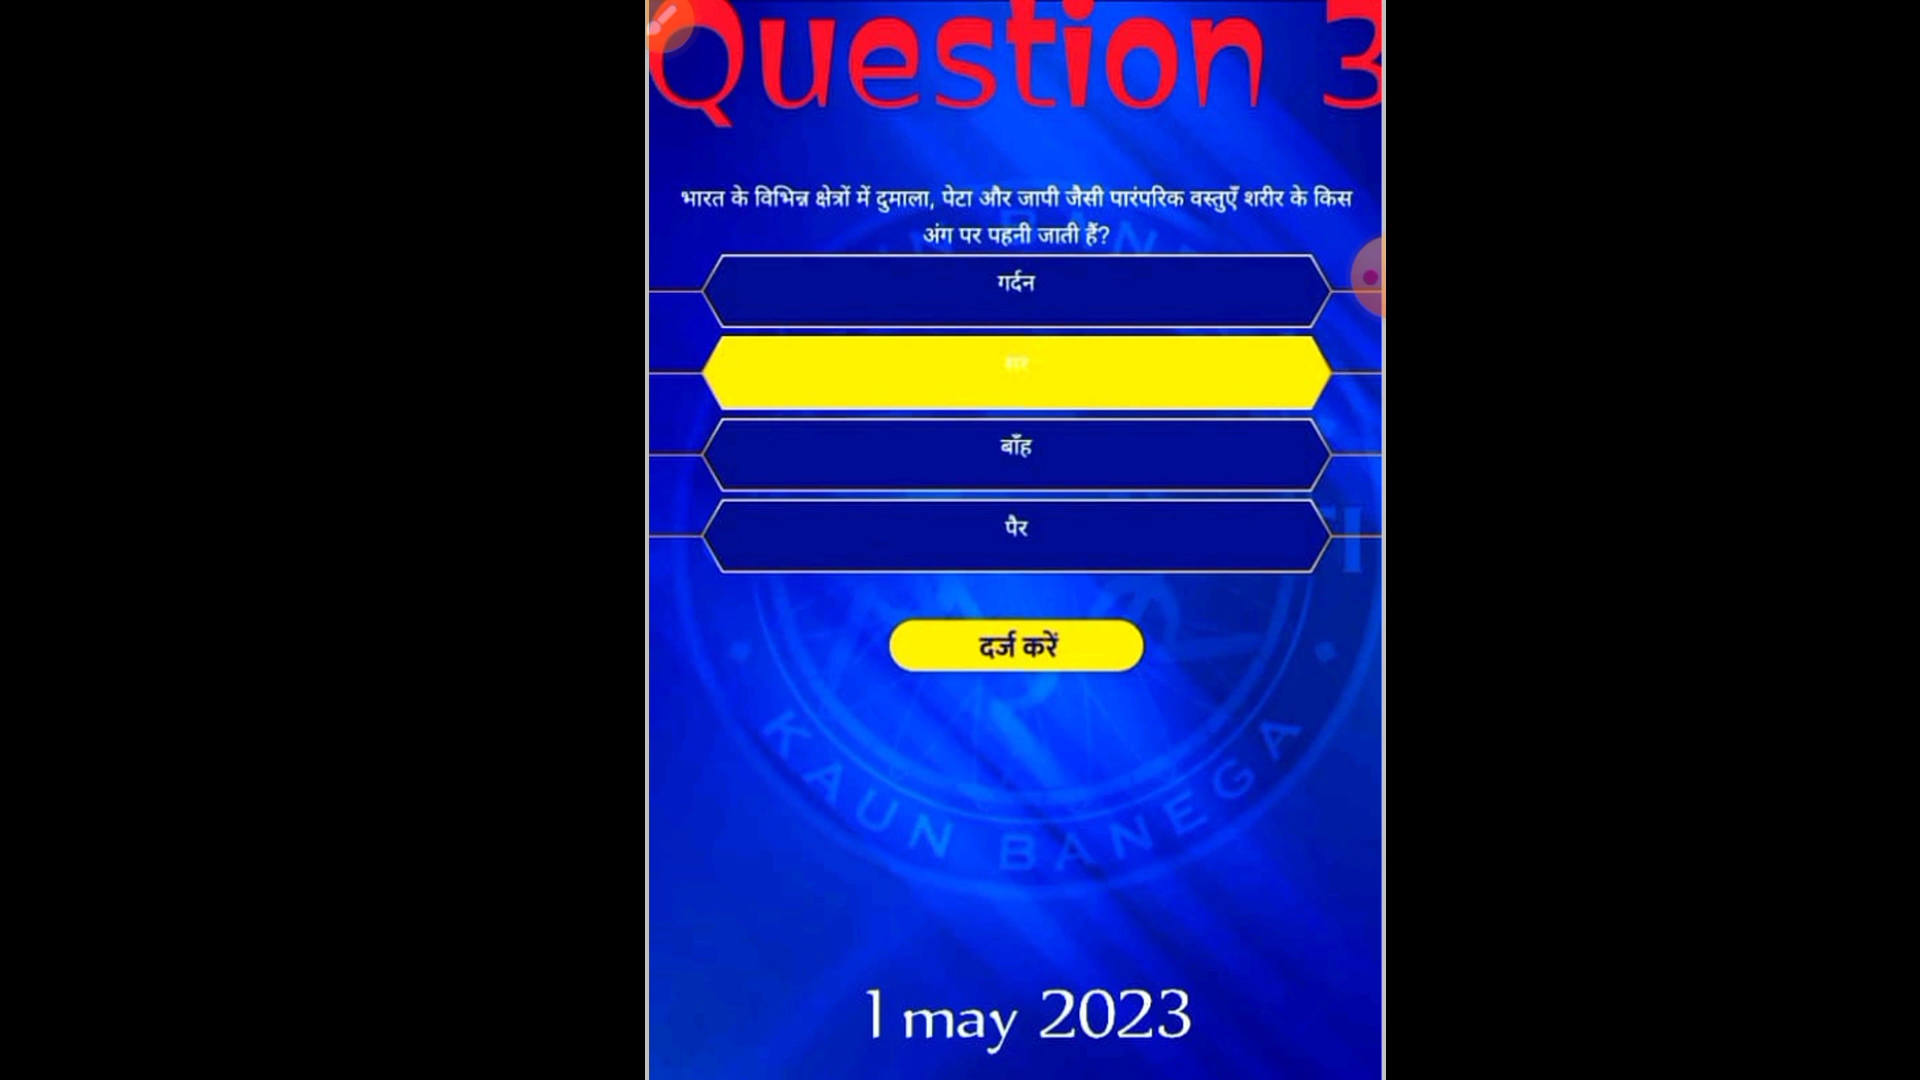 Question 3
भारत के विभिन्न क्षेत्रों में दुमाला, पेटा और जापी जैसी पारंपरिक वस्तुएँ शरीर के किस
अंग पर पहनी जाती हैं?
गर्दन
बाँह
पैर
दर्ज करें
KAUN BANEGA
1 may 2023